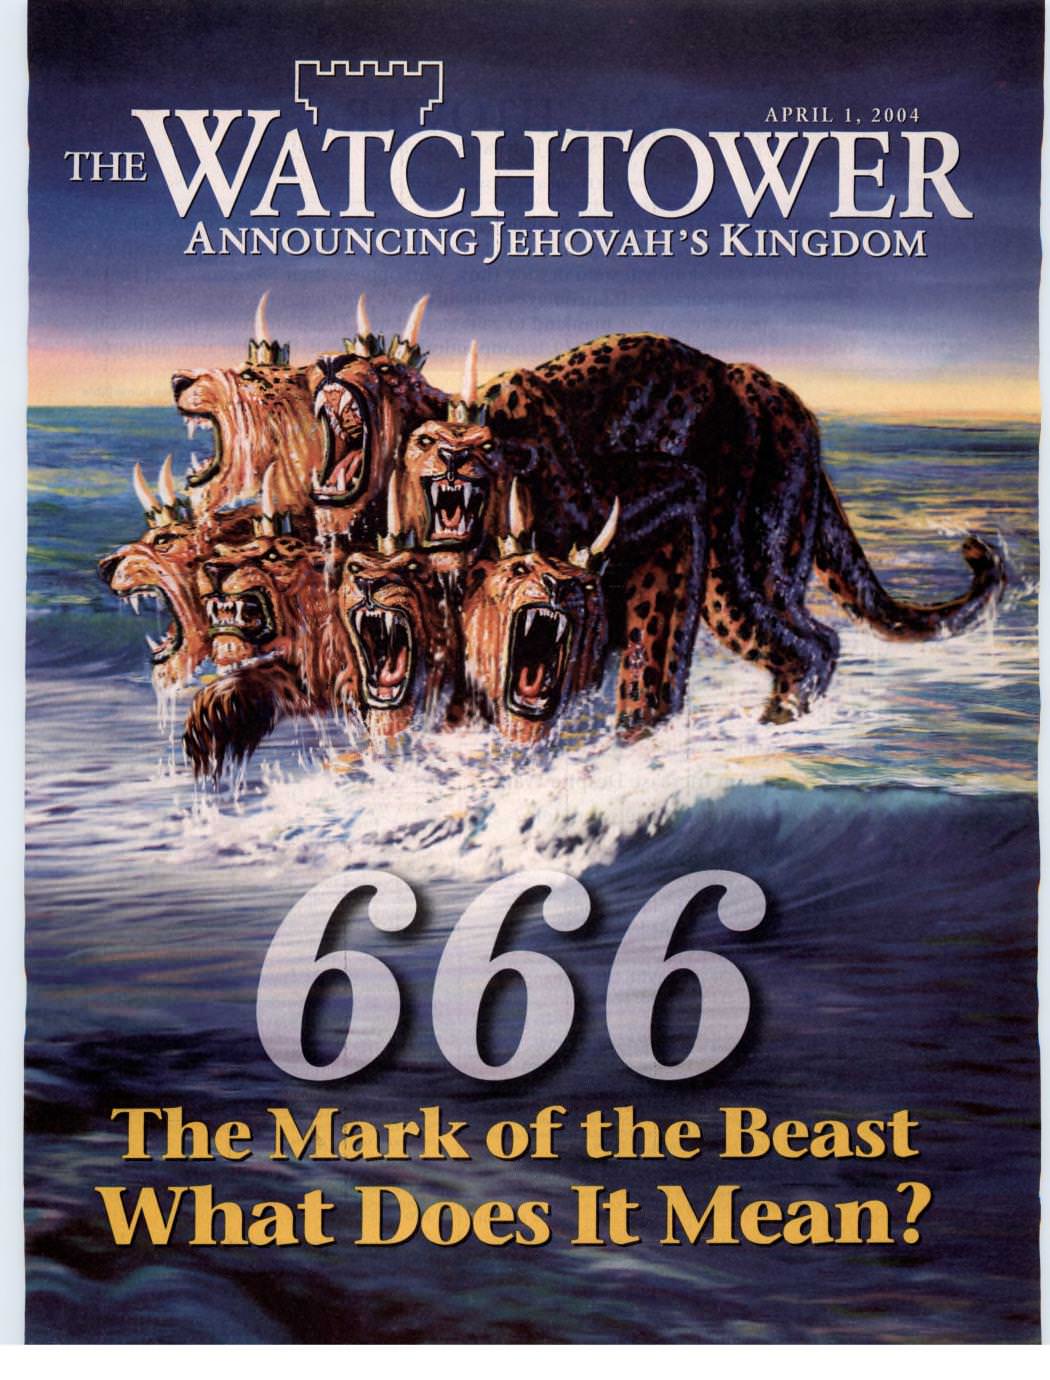 APRIL 1, 2004
THE WATCHTOWER
ANNOUNCING JEHOVAH'S KINGDOM
666
The Mark of the Beast
What Does It Mean?